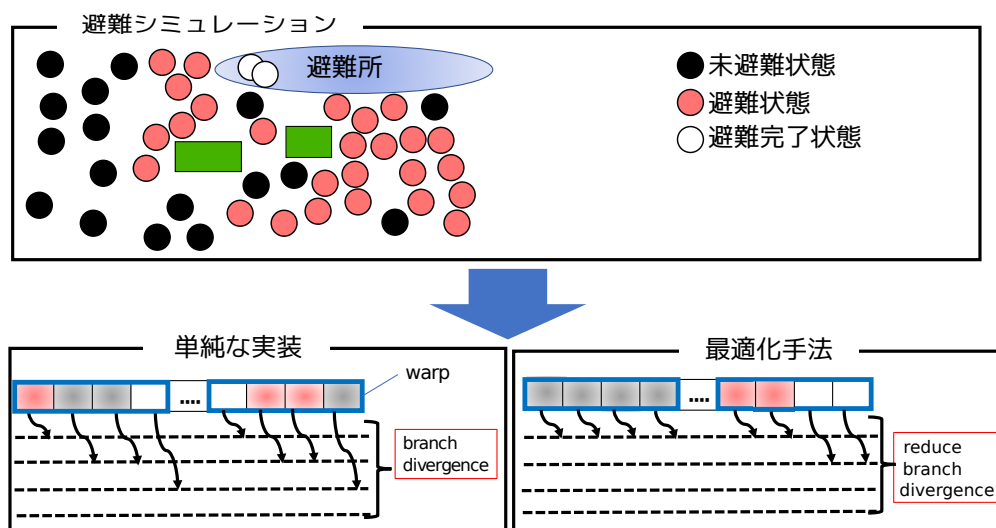 避難シミュレーション
避難所
未避難状態
避難状態
避難完了状態
単純な実装
warp
....
branch
divergence
最適化手法
....
reduce
branch
divergence